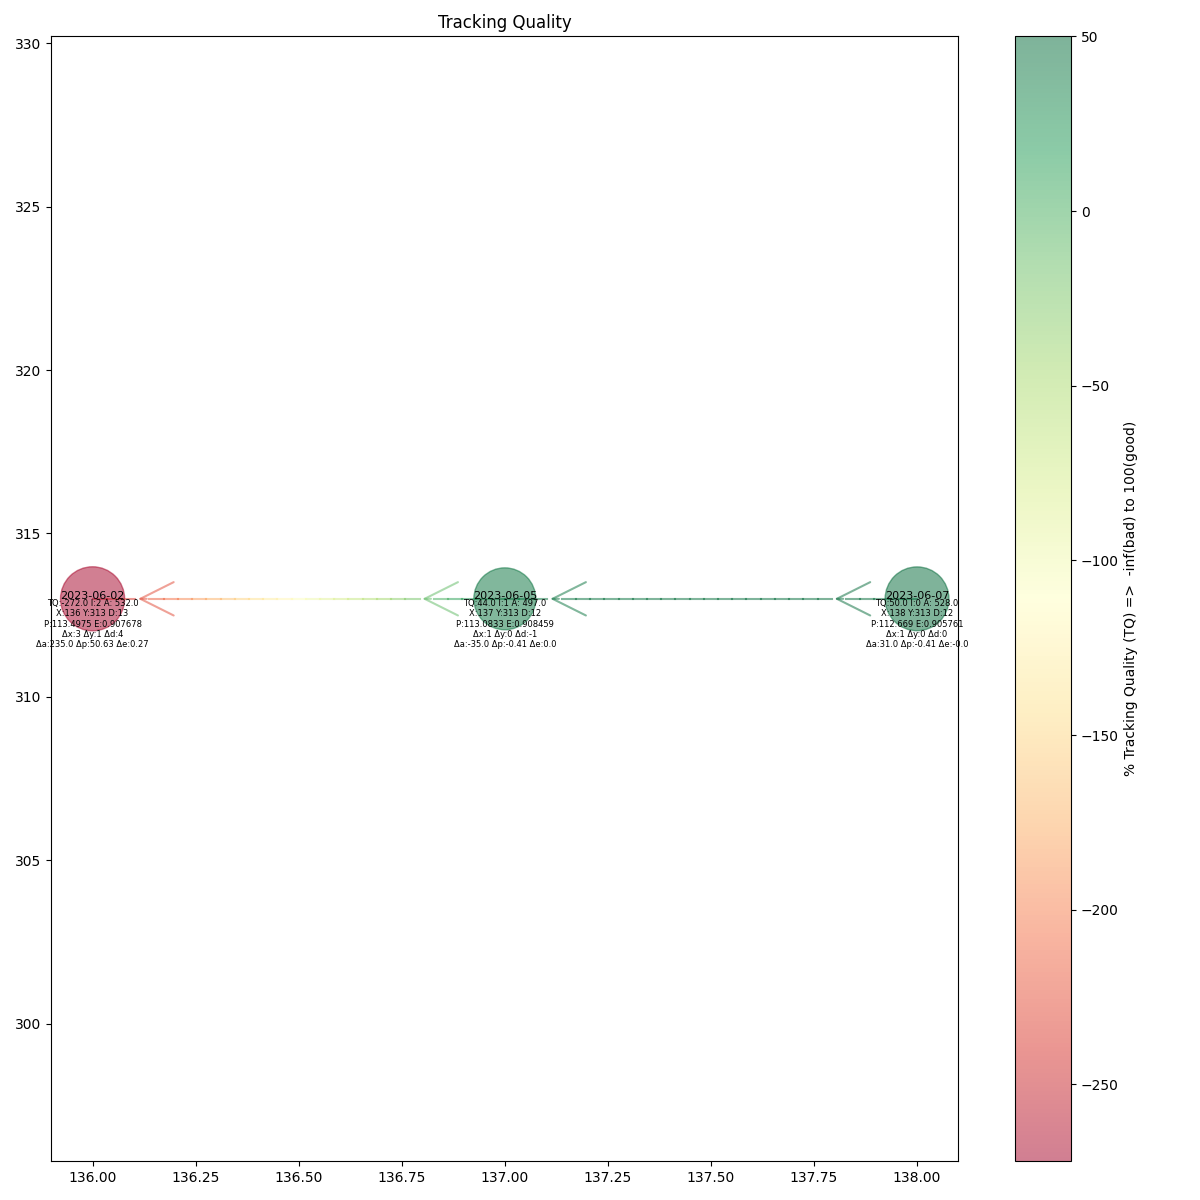 Tracking Quality
330
325
320
315
310
305
300
2023-06-02
TQ:-272.0 I:2 A: 532.0
X:136 Y:313 D:13
P:113.4975 E:0.907678
Δx:3 Δy:1 Δd:4
Δa:235.0 Δp:50.63 Δe:0.27
2023-06-05
TQ:44.0 I:1 A: 497.0
X:137 Y:313 D:12
P:113.0833 E:0.908459
Δx:1 Δy:0 Δd:-1
Δa:-35.0 Δp:-0.41 Δe:0.0
2023-06-07
TQ:50.0 I:0 A: 528.0
X:138 Y:313 D:12
P:112.669 E:0.905761
Δx:1 Δy:0 Δd:0
Δa:31.0 Δp:-0.41 Δe:-0.0
136.00 136.25 136.50 136.75 137.00 137.25 137.50 137.75 138.00
50
0
−50
−100
−150
−200
−250
% Tracking Quality (TQ) => -inf(bad) to 100(good)